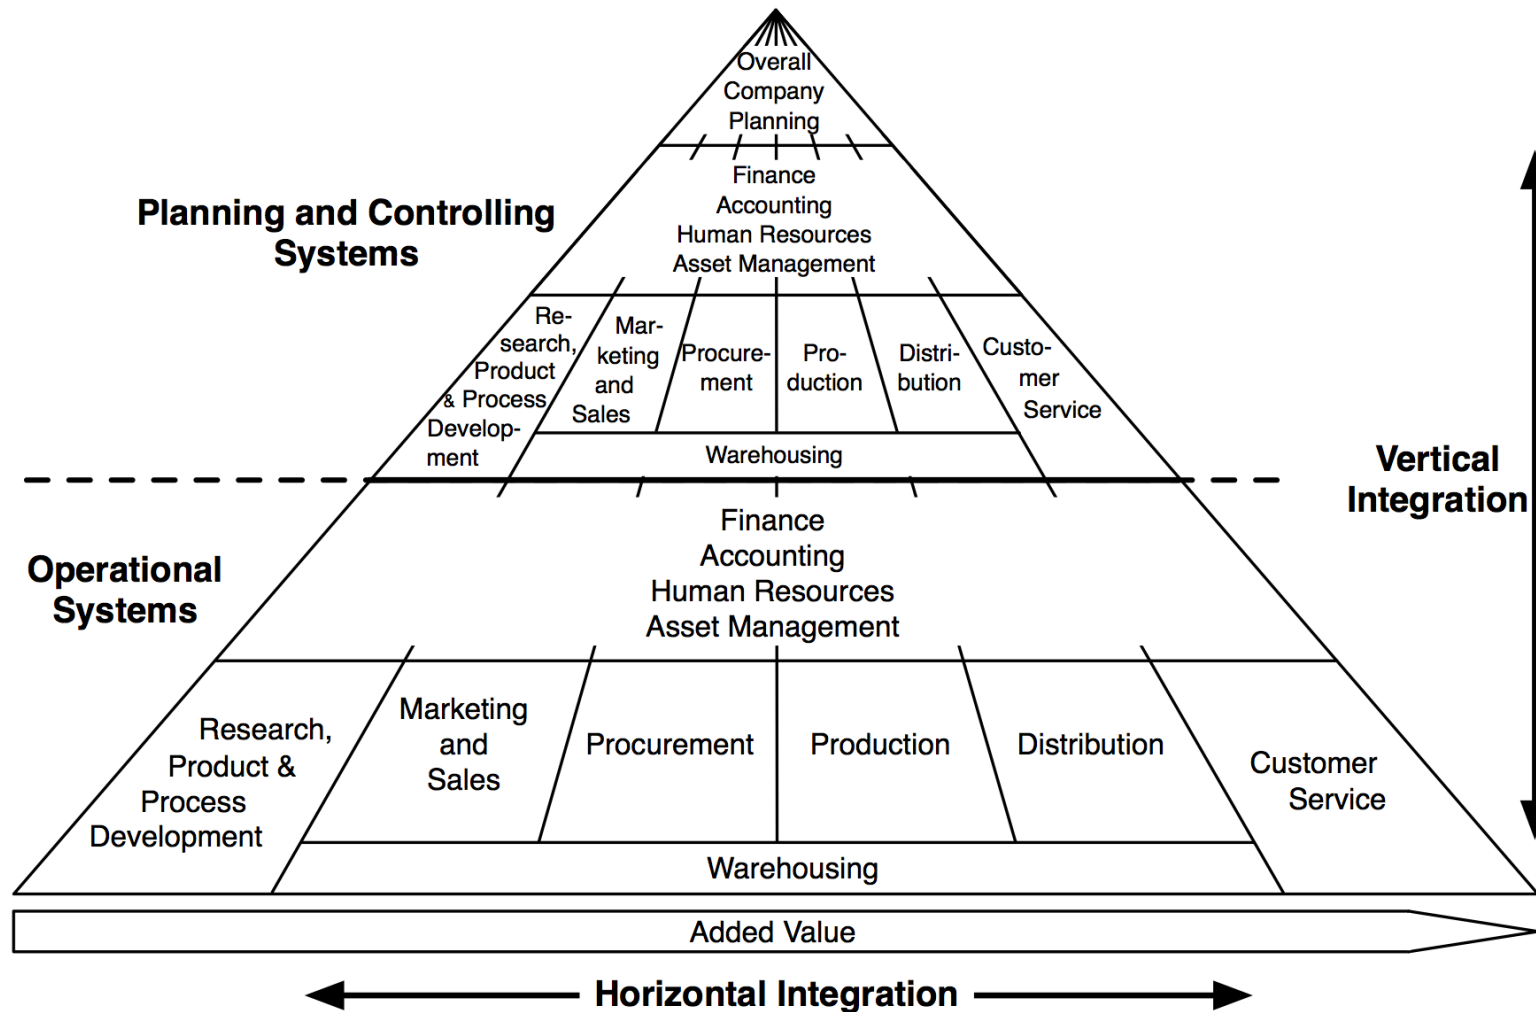 Overall
Company
Planning
Finance
Accounting
Human Resources
Asset Management
Planning and Controlling
Systems
Re-
search,
Product
& Process
Develop-
ment
Mar-
keting
and
Sales
Procure-
ment
Pro-
duction
Distri-
bution
Custo-
mer
Service
Warehousing
Vertical
Integration
Operational
Systems
Finance
Accounting
Human Resources
Asset Management
Research,
Product &
Process
Development
Marketing
and
Sales
Procurement
Production
Distribution
Customer
Service
Warehousing
Added Value
Horizontal Integration